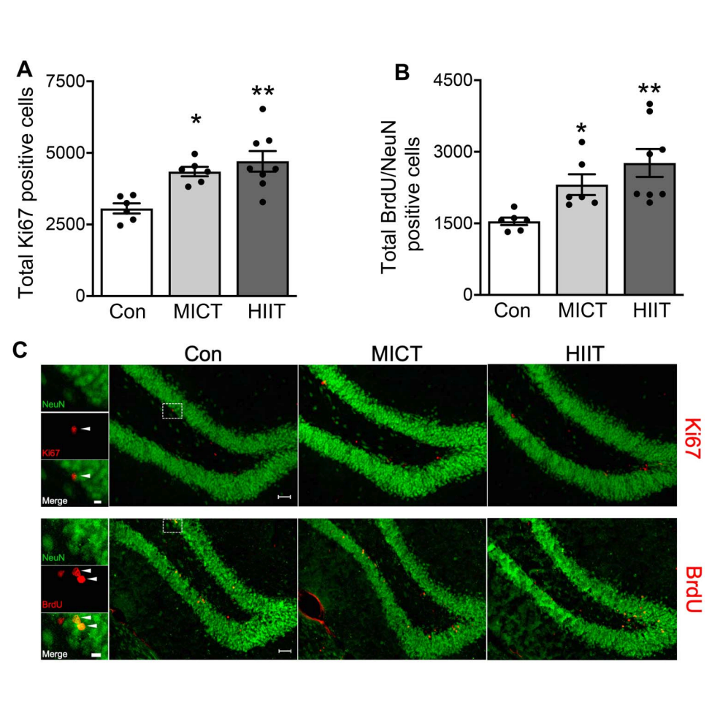 A
Total Ki67 positive cells
7500
5000
2500
0
*
**
Con MICT HIIT
B
Total BrdU/NeuN
positive cells
4500
3000
1500
0
*
**
Con MICT HIIT
C
Con MICT HIIT
NeuN
Ki67
Merge
Ki67
NeuN
BrdU
Merge
BrdU